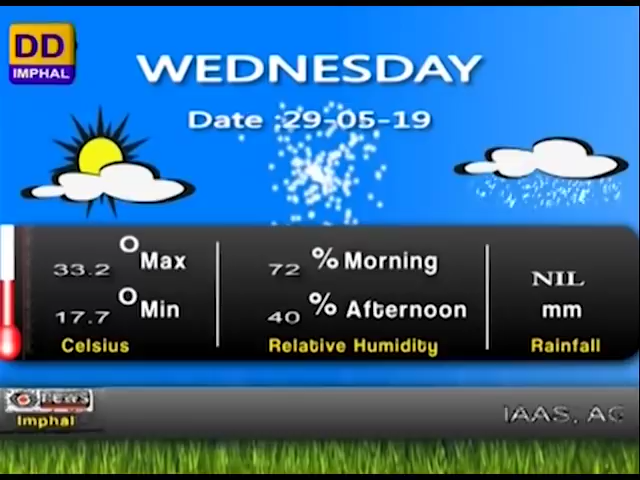 DD
IMPHAL
WEDNESDAY
Date :29-05-19
33.2 °Max
17.7 °Min
Celsius
72 % Morning
40 % Afternoon
Relative Humidity
NIL
mm
Rainfall
Imphal
IAAS, AG